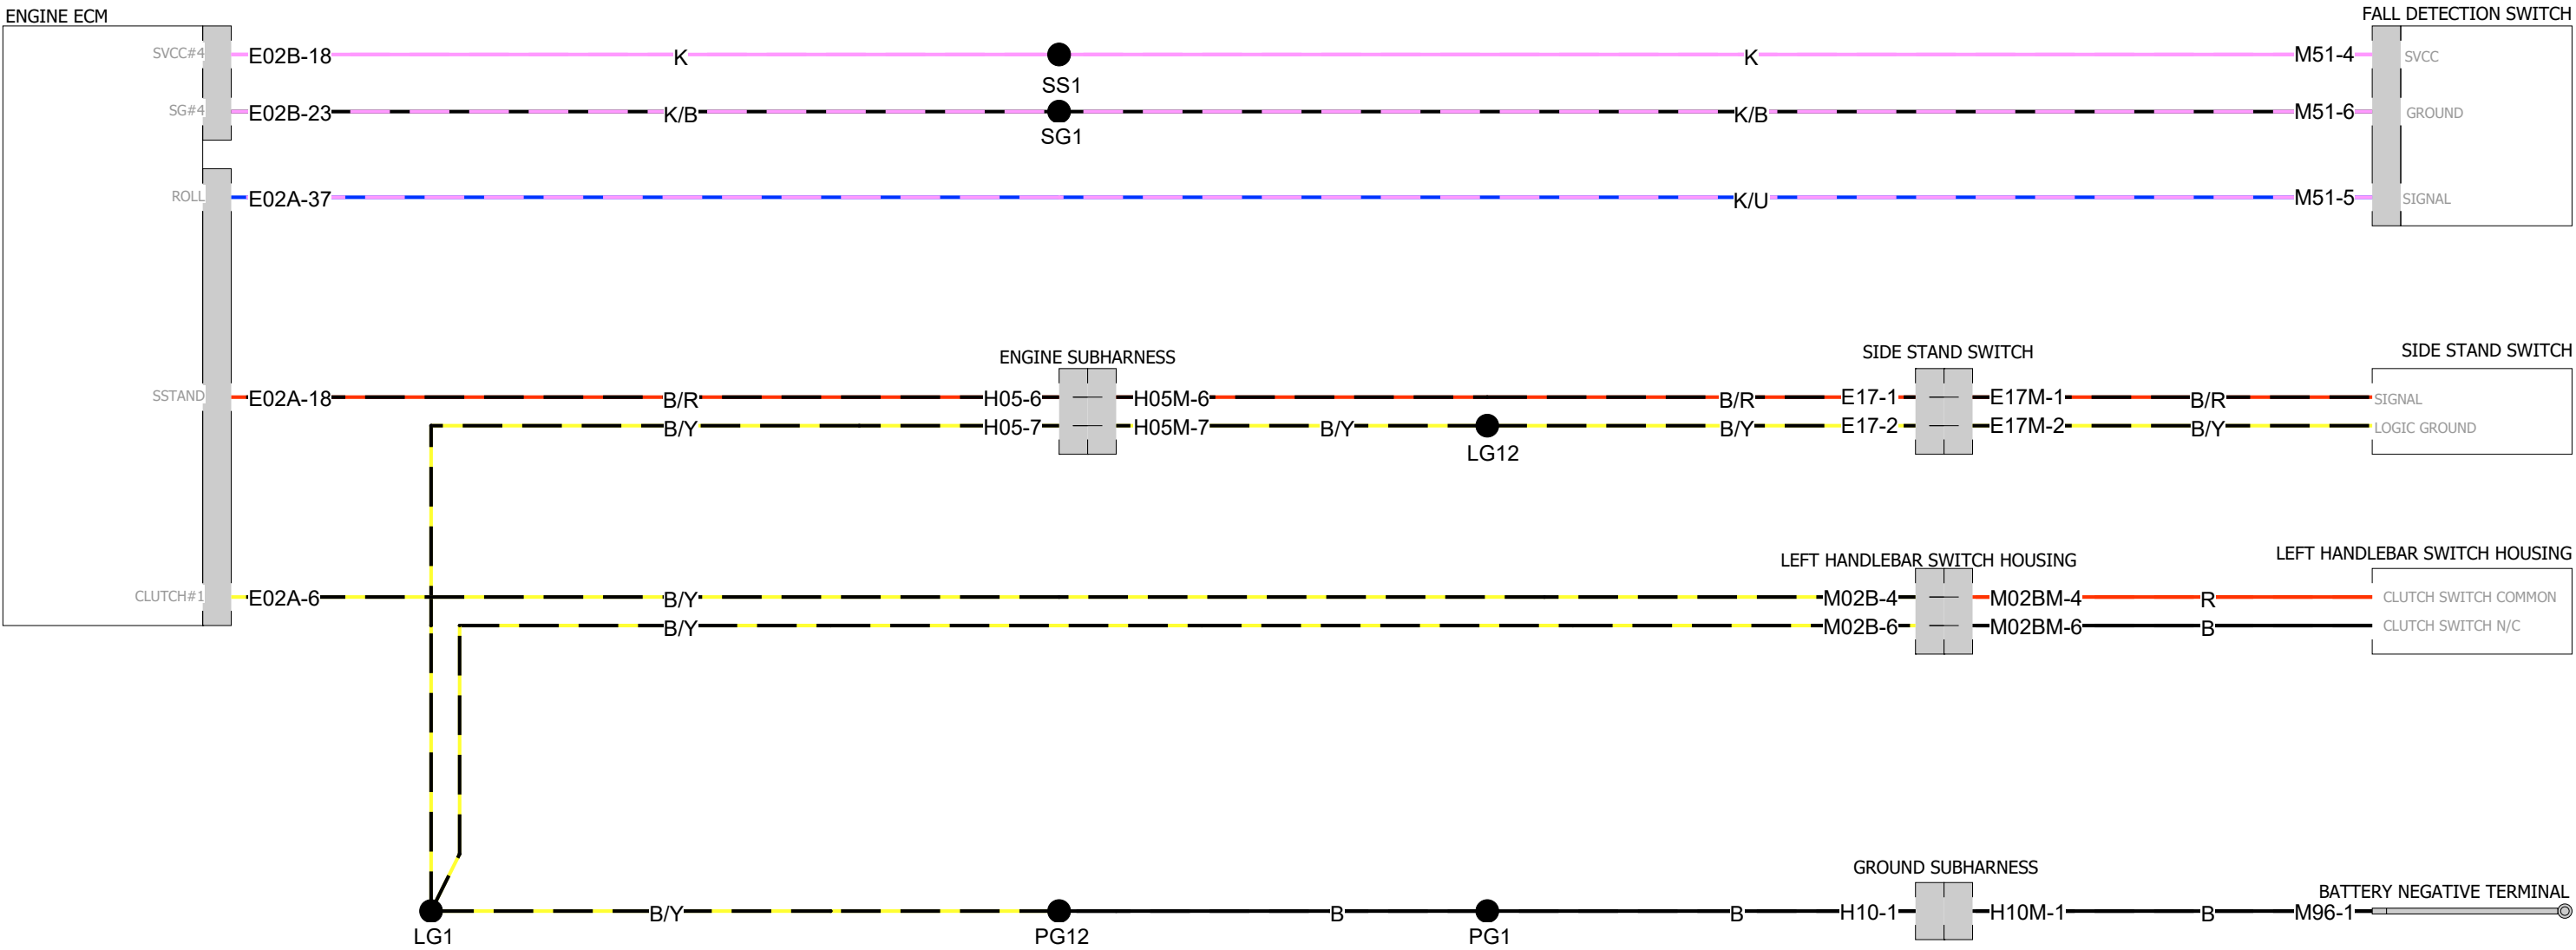 ENGINE ECM
FALL DETECTION SWITCH
SVCC#4 E02B-18 K K M51-4 SVCC
SS1
SG#4 E02B-23 K/B K/B M51-6 GROUND
SG1
ROLL E02A-37 K/U M51-5 SIGNAL
ENGINE SUBHARNESS SIDE STAND SWITCH SIDE STAND SWITCH
SSTAND E02A-18 B/R H05-6 H05M-6 B/R E17-1 E17M-1 B/R SIGNAL
B/Y H05-7 H05M-7 B/Y B/Y E17-2 E17M-2 B/Y LOGIC GROUND
LG12
LEFT HANDLEBAR SWITCH HOUSING LEFT HANDLEBAR SWITCH HOUSING
CLUTCH#1 E02A-6 B/Y M02B-4 M02BM-4 R CLUTCH SWITCH COMMON
B/Y M02B-6 M02BM-6 B CLUTCH SWITCH N/C
GROUND SUBHARNESS
BATTERY NEGATIVE TERMINAL
B/Y B B H10-1 H10M-1 B M96-1
LG1 PG12 PG1